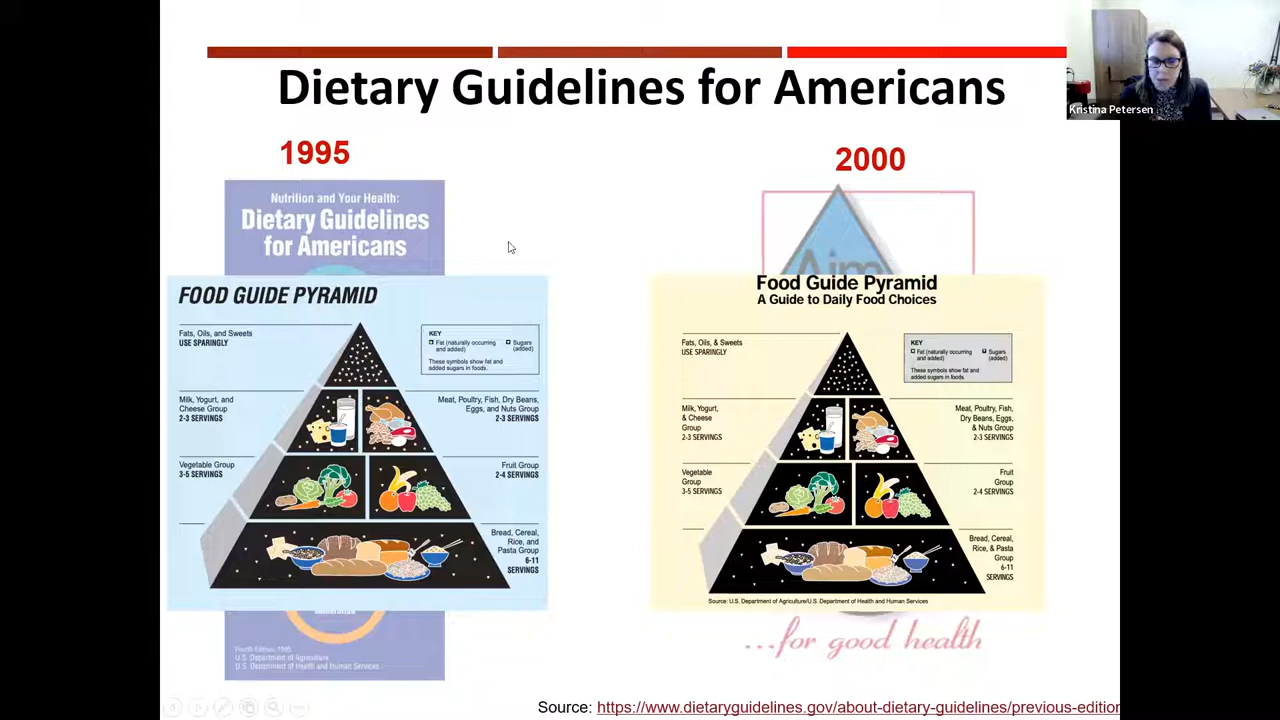 Dietary Guidelines for Americans
Kristina Petersen
1995
2000
Nutrition and Your Health:
Dietary Guidelines
for Americans
Aim
FOOD GUIDE PYRAMID
Fats, Oils, and Sweets
USE SPARINGLY
KEY
Fat (naturally occurring
and added)
Sugars
(added)
These symbols show fat and
added sugars in foods.
Milk, Yogurt, and
Cheese Group
2-3 SERVINGS
Meat, Poultry, Fish, Dry Beans,
Eggs, and Nuts Group
2-3 SERVINGS
Vegetable Group
3-5 SERVINGS
Fruit Group
2-4 SERVINGS
Bread, Cereal,
Rice, and
Pasta Group
6-11
SERVINGS
Fourth Edition, 1995
U.S. Department of Agriculture
U.S. Department of Health and Human Services
Food Guide Pyramid
A Guide to Daily Food Choices
Fats, Oils, & Sweets
USE SPARINGLY
KEY
Fat (naturally occurring
and added)
Sugars
(added)
These symbols show fat and
added sugars in foods.
Milk, Yogurt,
& Cheese
Group
2-3 SERVINGS
Meat, Poultry, Fish,
Dry Beans, Eggs,
& Nuts Group
2-3 SERVINGS
Vegetable
Group
3-5 SERVINGS
Fruit
Group
2-4 SERVINGS
Bread, Cereal,
Rice, & Pasta
Group
6-11
SERVINGS
Source: U.S. Department of Agriculture/U.S. Department of Health and Human Services
...for good health
Source: https://www.dietaryguidelines.gov/about-dietary-guidelines/previous-edition